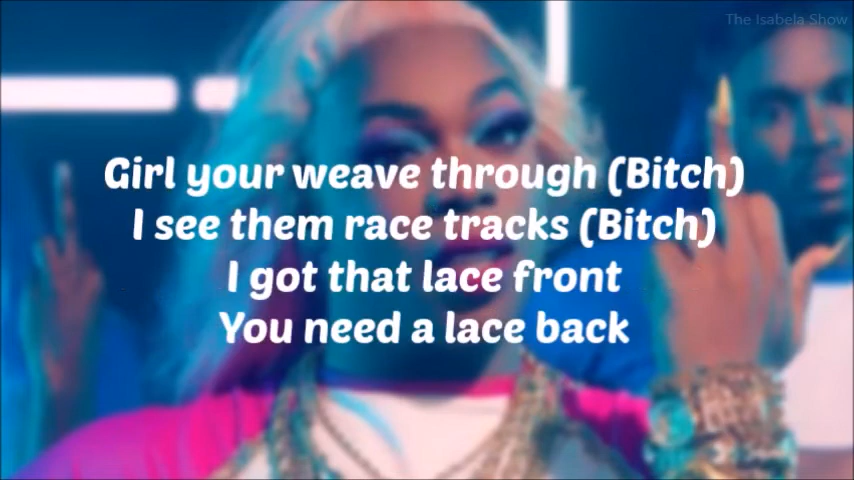 The Isabela Show
Girl your weave through (Bitch)
I see them race tracks (Bitch)
I got that lace front
You need a lace back